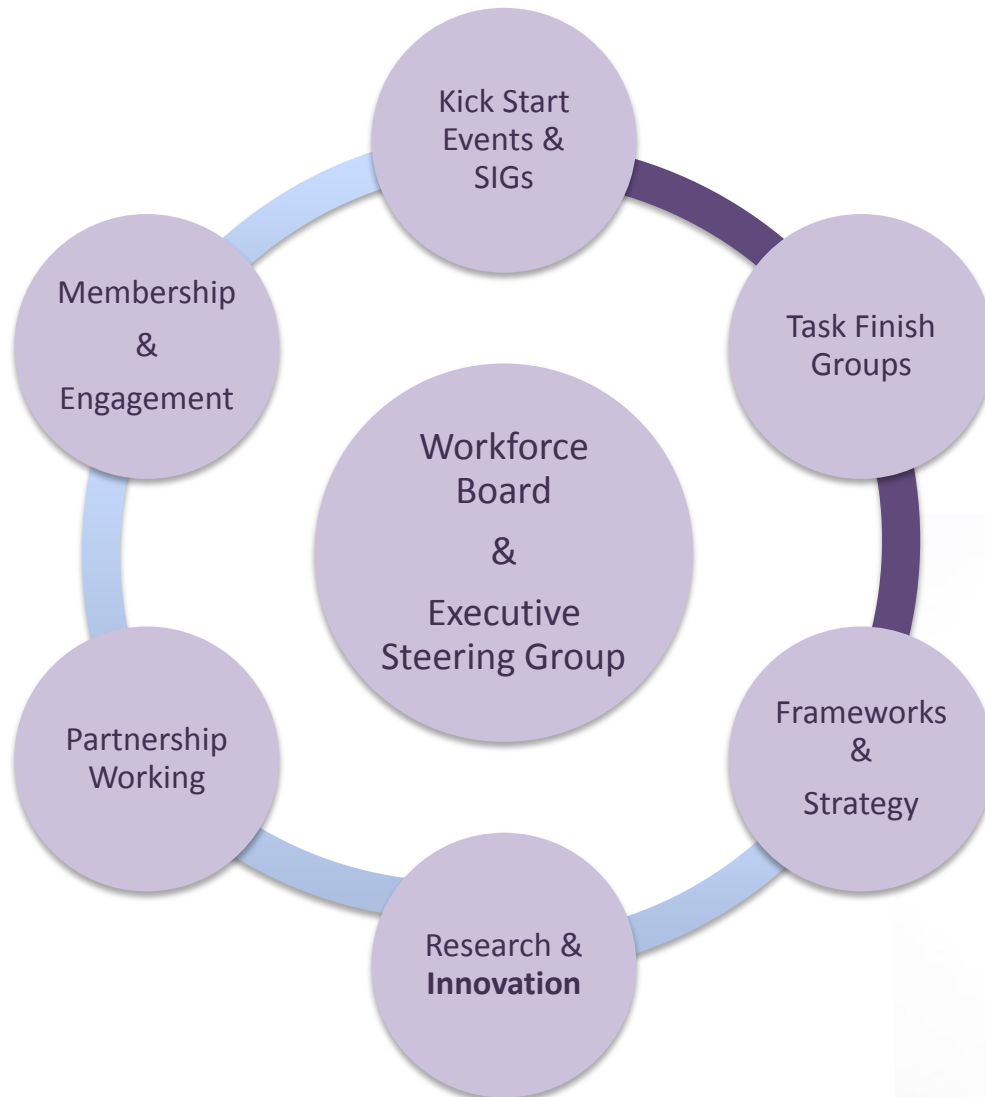 Kick Start
Events &
SIGs
Task Finish
Groups
Frameworks
&
Strategy
Research &
Innovation
Partnership
Working
Membership
&
Engagement
Workforce
Board
&
Executive
Steering Group